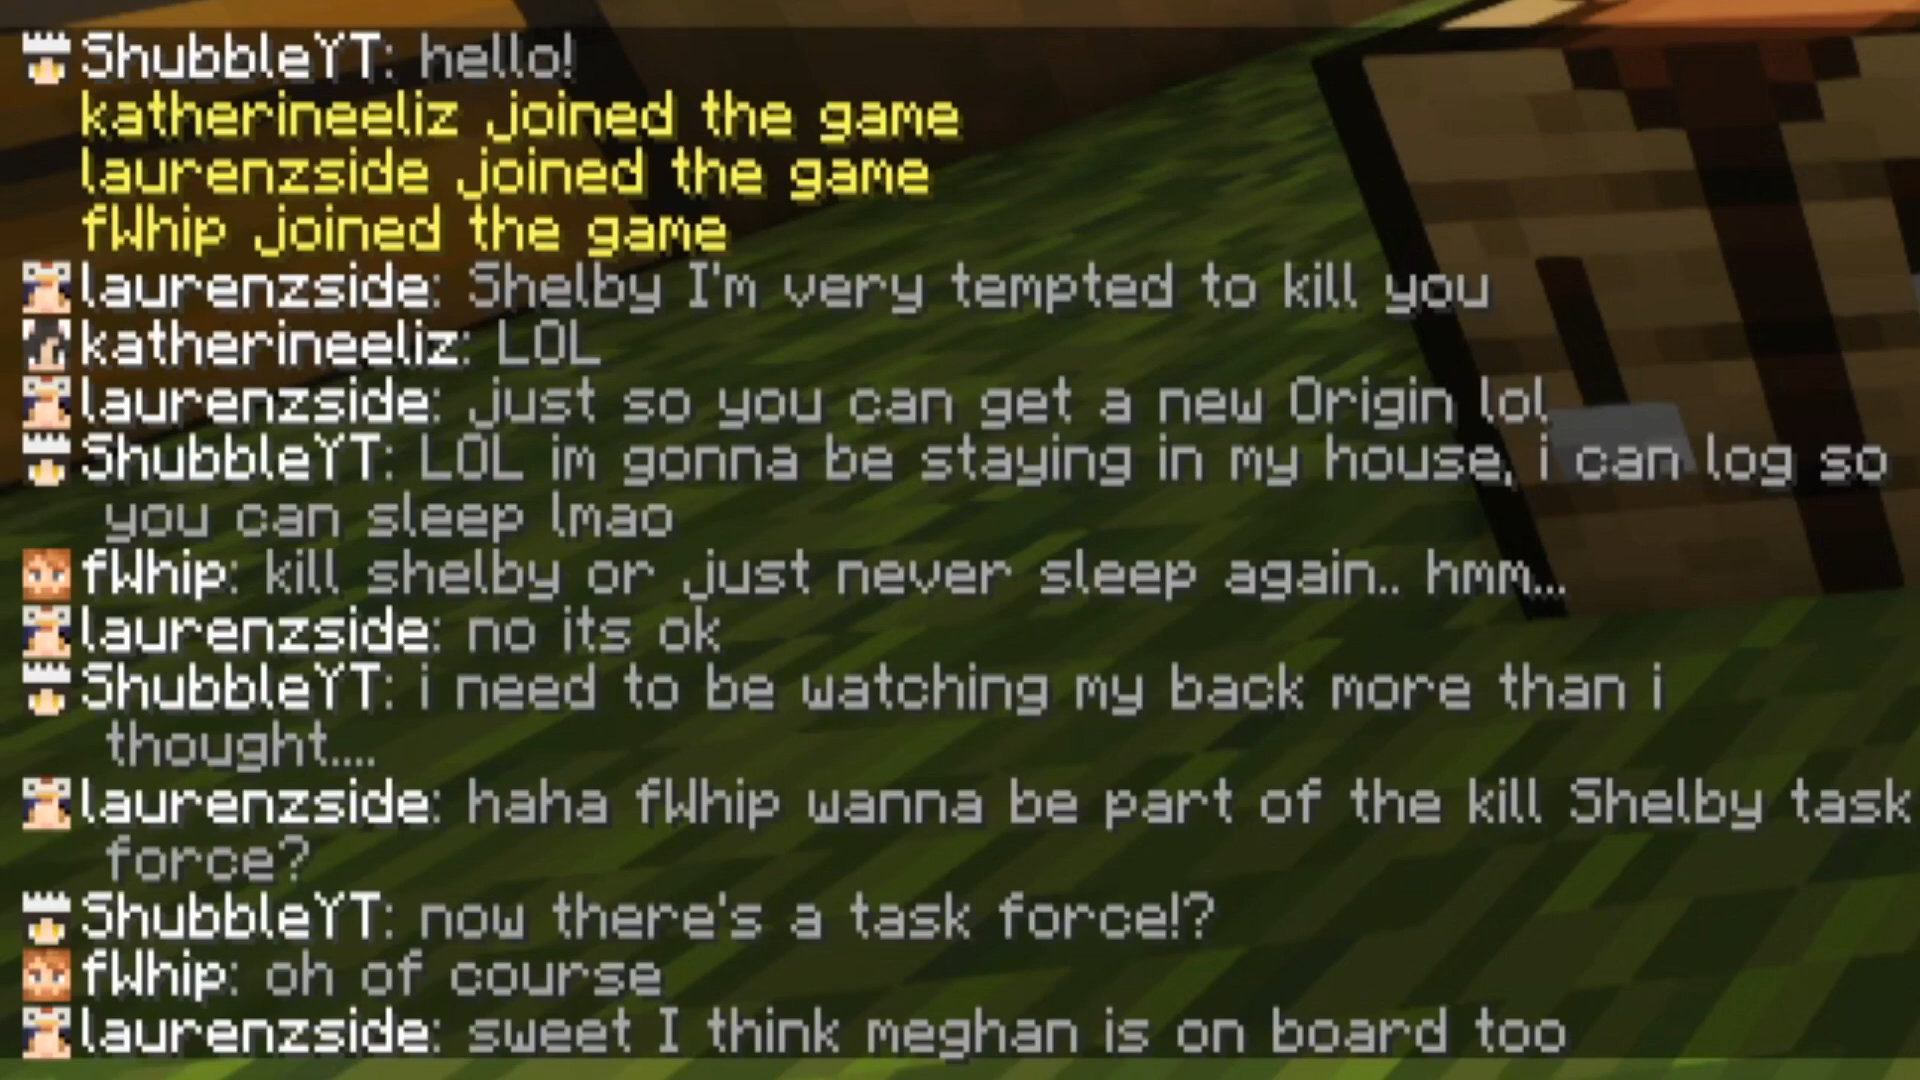 ShubbleYT: hello!
katherineeliz joined the game
laurenzside joined the game
fWhip joined the game
laurenzside: Shelby I'm very tempted to kill you
katherineeliz: LOL
laurenzside: just so you can get a new Origin lol
ShubbleYT: LOL im gonna be staying in my house, i can log so
you can sleep lmao
fWhip: kill shelby or just never sleep again.. hmm...
laurenzside: no its ok
ShubbleYT: i need to be watching my back more than i
thought....
laurenzside: haha fWhip wanna be part of the kill Shelby task
force?
ShubbleYT: now there's a task force!?
fWhip: oh of course
laurenzside: sweet I think meghan is on board too